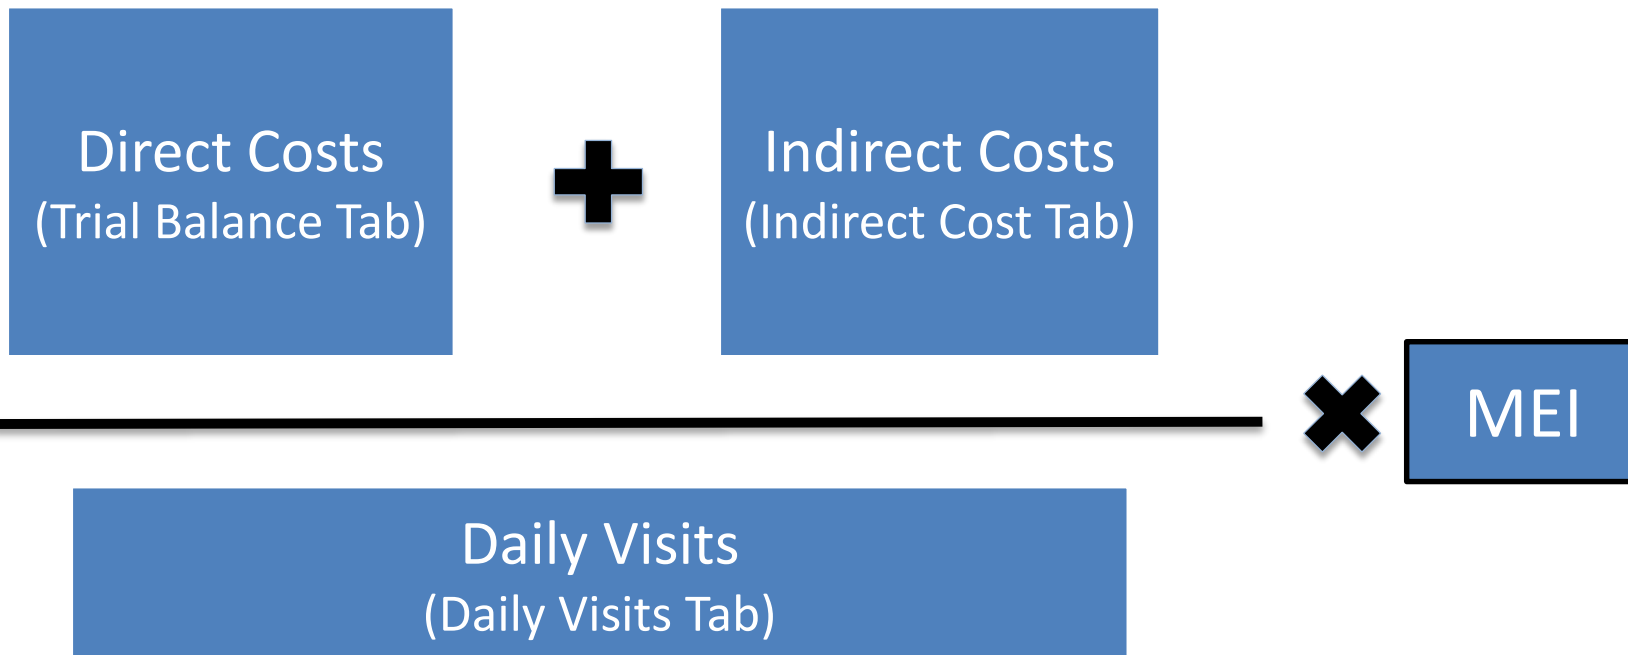 Direct Costs
(Trial Balance Tab)
Indirect Costs
(Indirect Cost Tab)
MEI
Daily Visits
(Daily Visits Tab)